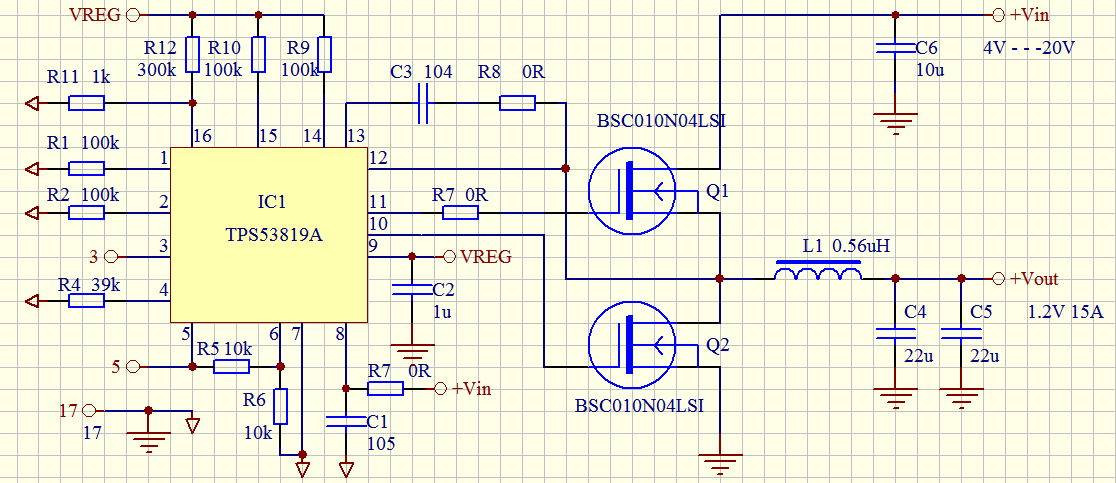 VREG
+Vin
R12 R10 R9
300k 100k 100k
C6
10u
4V - - -20V
R11 1k
C3 104 R8 0R
BSC010N04LSI
16 15 14 13
R1 100k
1
12
R2 100k
2
IC1
TPS53819A
11
R7 0R
Q1
10
3
3
9
VREG
L1 0.56uH
R4 39k
4
C2
1u
+Vout
1.2V 15A
C4 C5
22u 22u
5 6 7 8
Q2
R5 10k
5
R7 0R
+Vin
R6
10k
BSC010N04LSI
17
17
C1
105